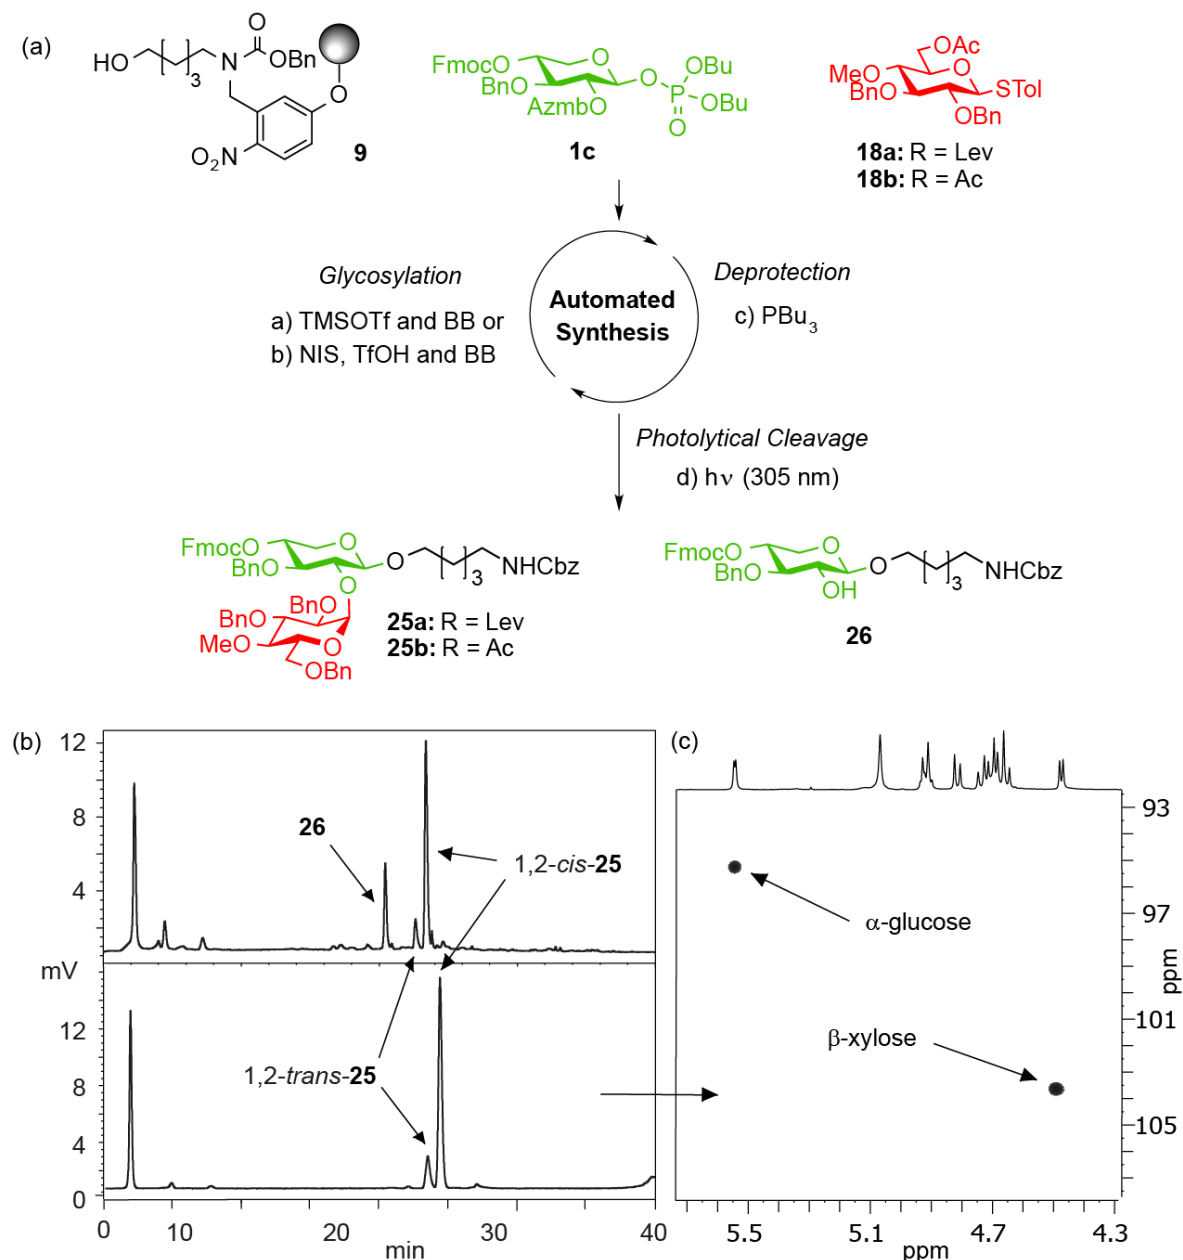 (a)
HO
3
N
O
OBn
O
O₂N
9
FmocO
BnO
AzmbO
O
O
P
OBu
OBu
O
1c
OAc
MeO
BnO
O
STol
OBn
18a: R = Lev
18b: R = Ac
Glycosylation
a) TMSOTf and BB or
b) NIS, TfOH and BB
Automated
Synthesis
Deprotection
c) PBu₃
Photolytical Cleavage
d) hν (305 nm)
FmocO
BnO
O
O
3
NHCbz
O
BnO
BnO
MeO
O
OBn
25a: R = Lev
25b: R = Ac
FmocO
BnO
O
OH
O
3
NHCbz
26
(b)
12
8
4
mV
12
8
4
0
26
1,2-cis-25
1,2-trans-25
0 10 20 30 40
min
(c)
93
97
101
105
ppm
α-glucose
β-xylose
5.5 5.1 4.7 4.3
ppm